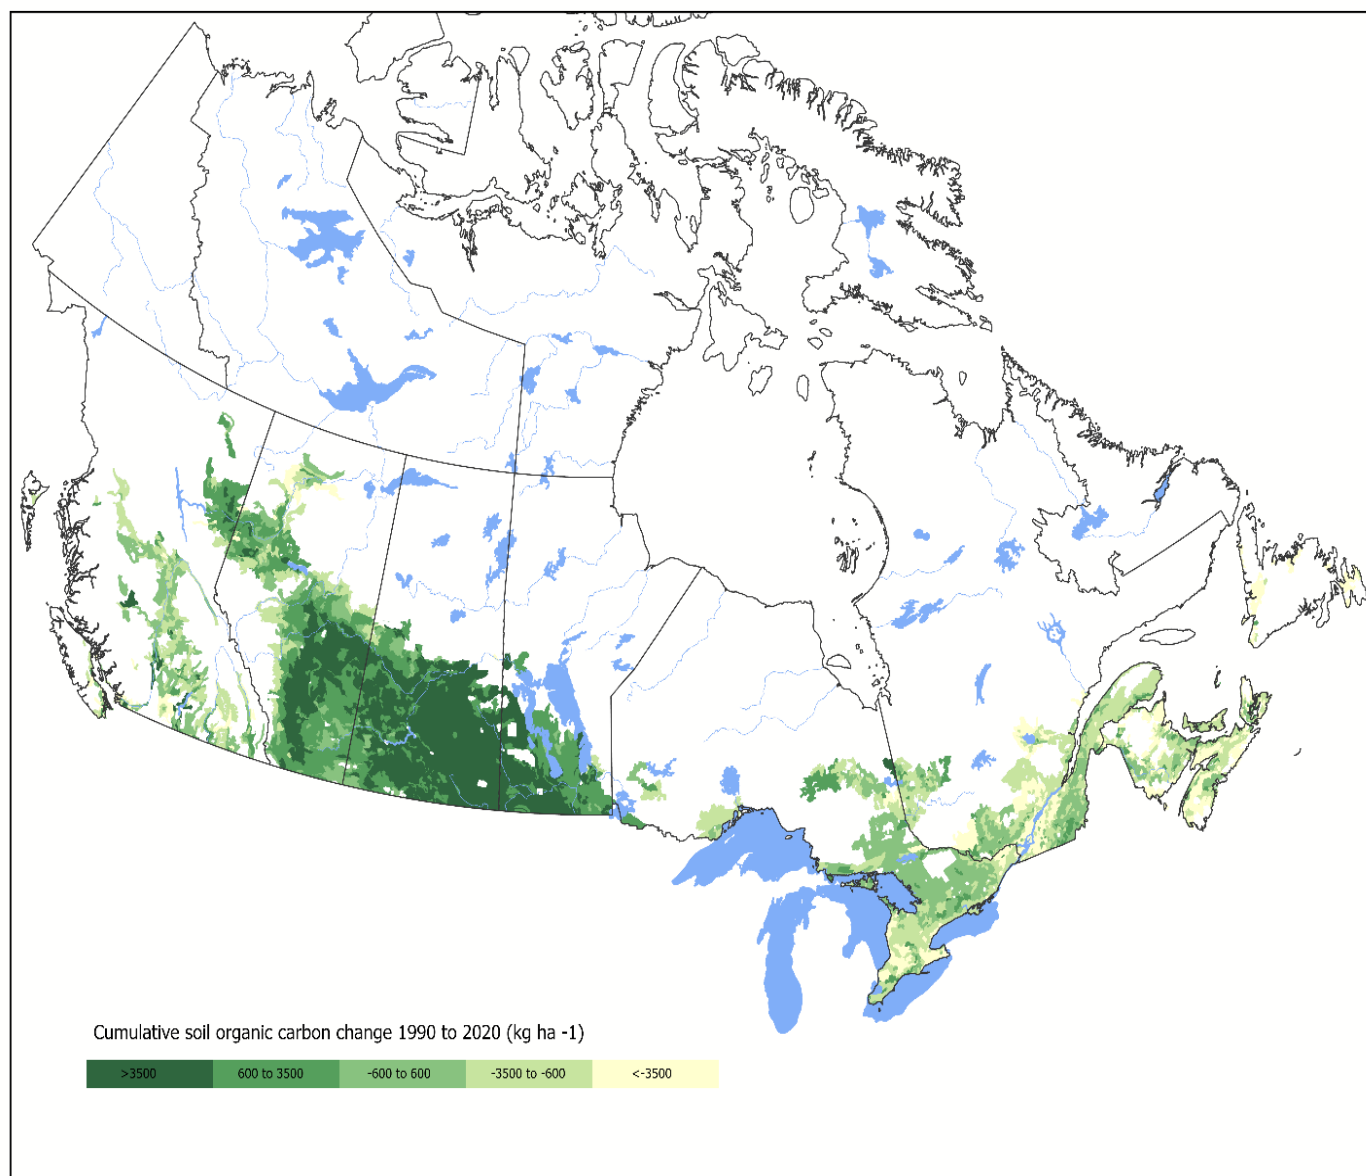 Cumulative soil organic carbon change 1990 to 2020 (kg ha -1)
>3500 600 to 3500 -600 to 600 -3500 to -600 <-3500